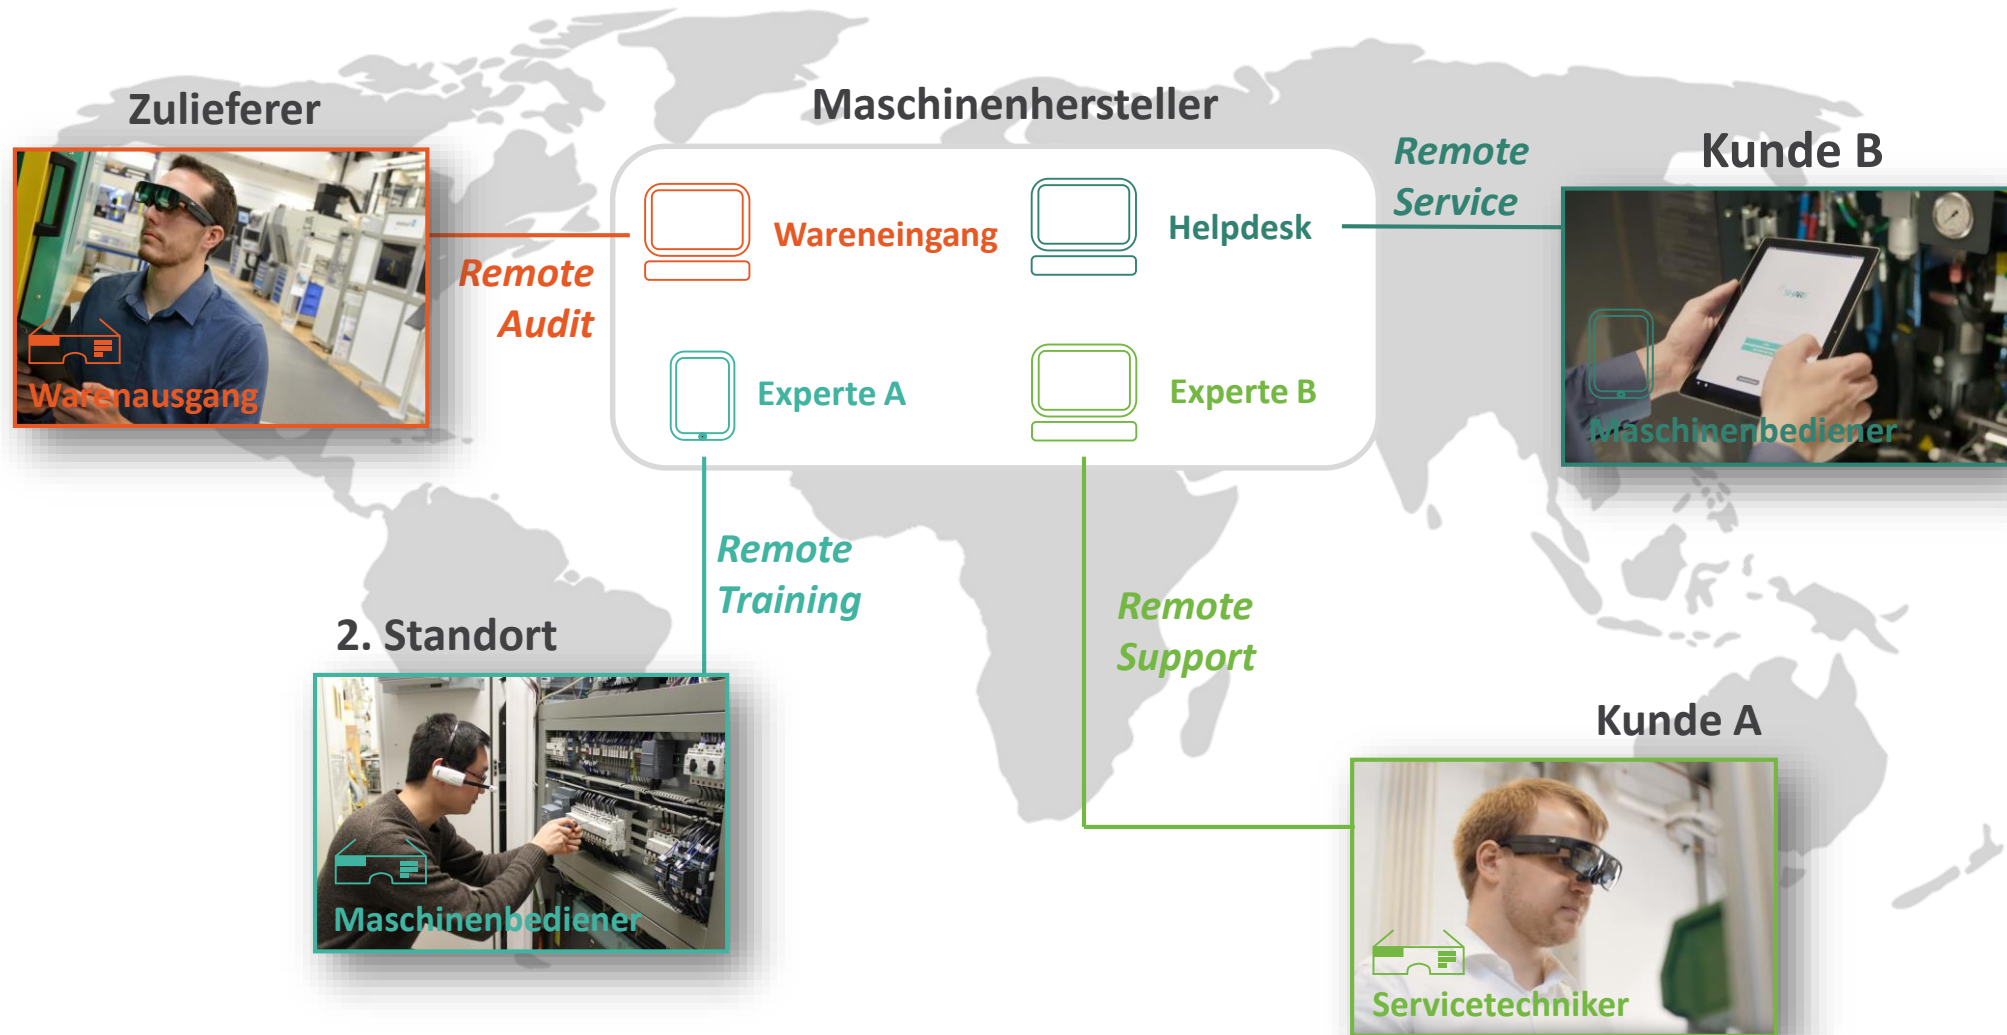 Zulieferer
Maschinenhersteller
Kunde B
Remote
Service
Wareneingang
Helpdesk
Remote
Audit
Warenausgang
Experte A
Experte B
SHARE
Maschinenbediener
Remote
Training
Remote
Support
2. Standort
Maschinenbediener
Kunde A
Servicetechniker